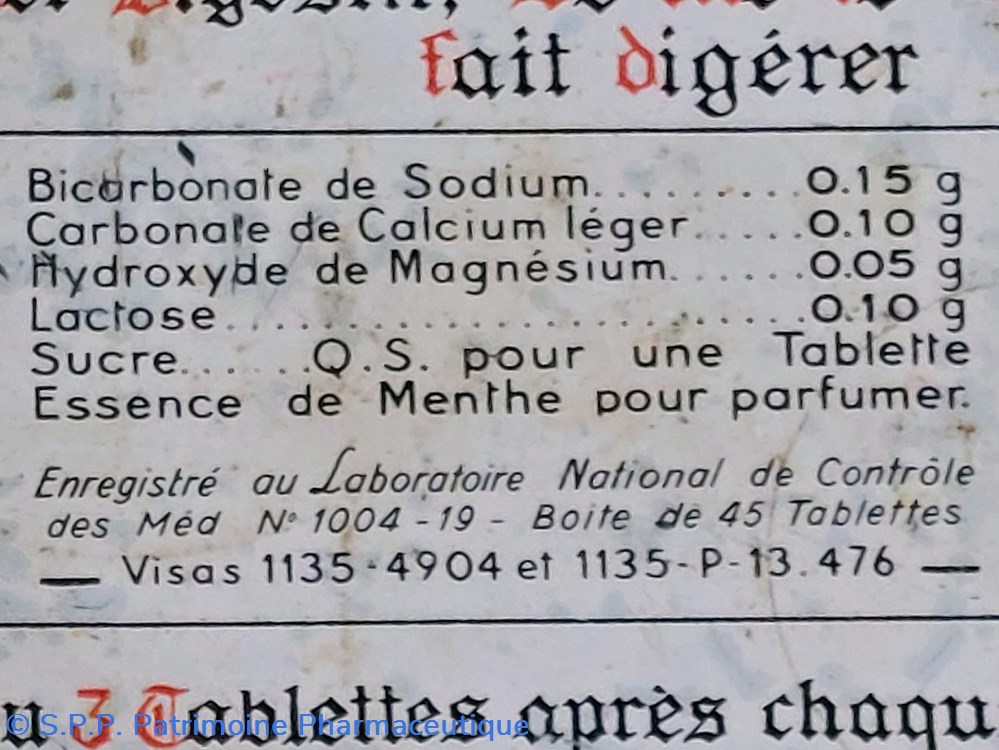 fait digérer
Bicarbonate de Sodium.........0.15 g
Carbonate de Calcium léger.....0.10 g
Hydroxyde de Magnésium.......0.05 g
Lactose..........................0.10 g
Sucre.......Q.S. pour une Tablette
Essence de Menthe pour parfumer.
Enregistré au Laboratoire National de Contrôle
des Méd N° 1004-19 - Boite de 45 Tablettes
— Visas 1135-4904 et 1135-P-13.476 —
u 3 Tablettes après chaqu
© S.P.P. Patrimoine Pharmaceutique